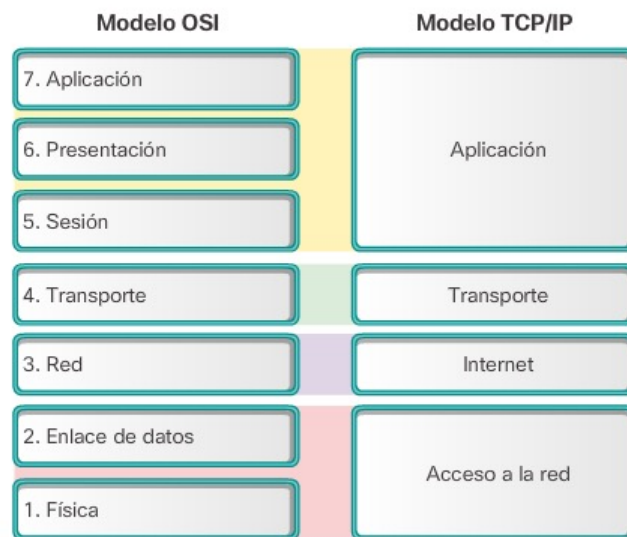 Modelo OSI
Modelo TCP/IP
7. Aplicación
6. Presentación
5. Sesión
Aplicación
4. Transporte
Transporte
3. Red
Internet
2. Enlace de datos
1. Física
Acceso a la red